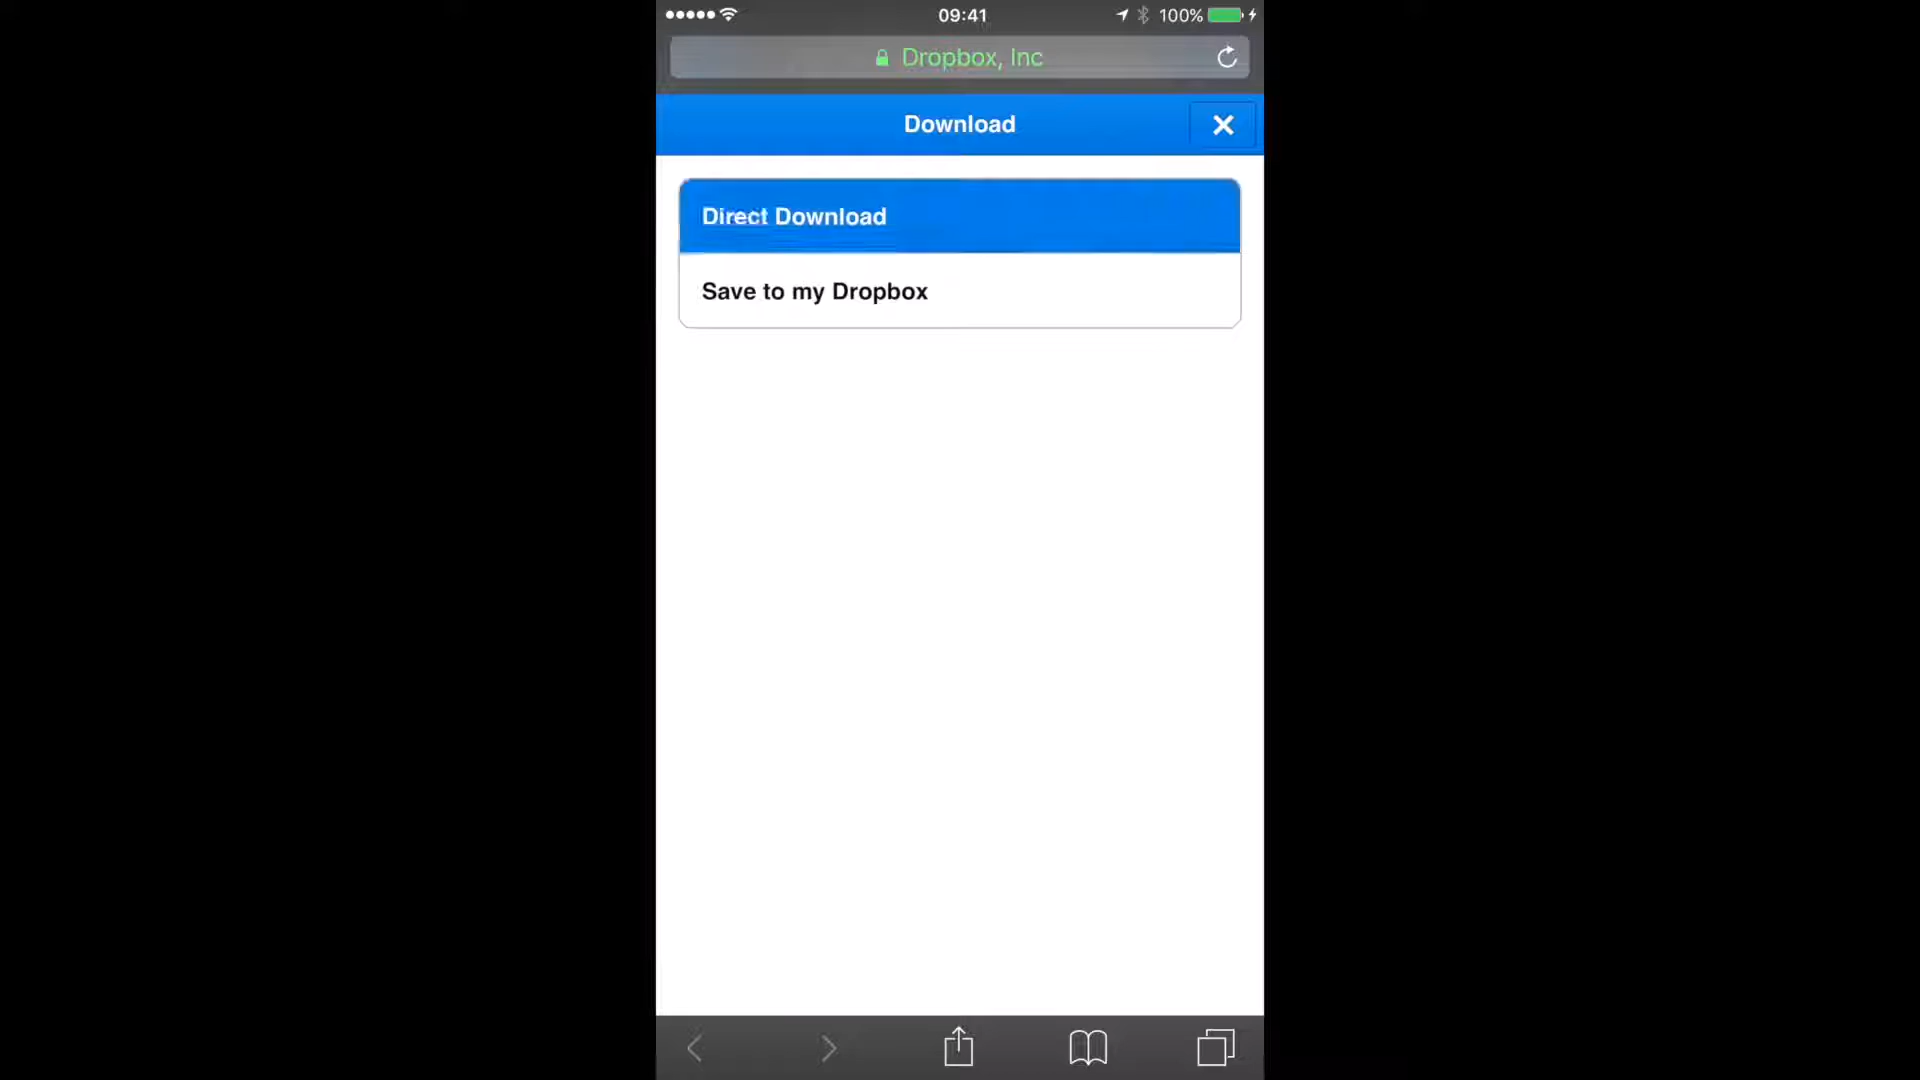 09:41
100%
Dropbox, Inc
Download
Direct Download
Save to my Dropbox